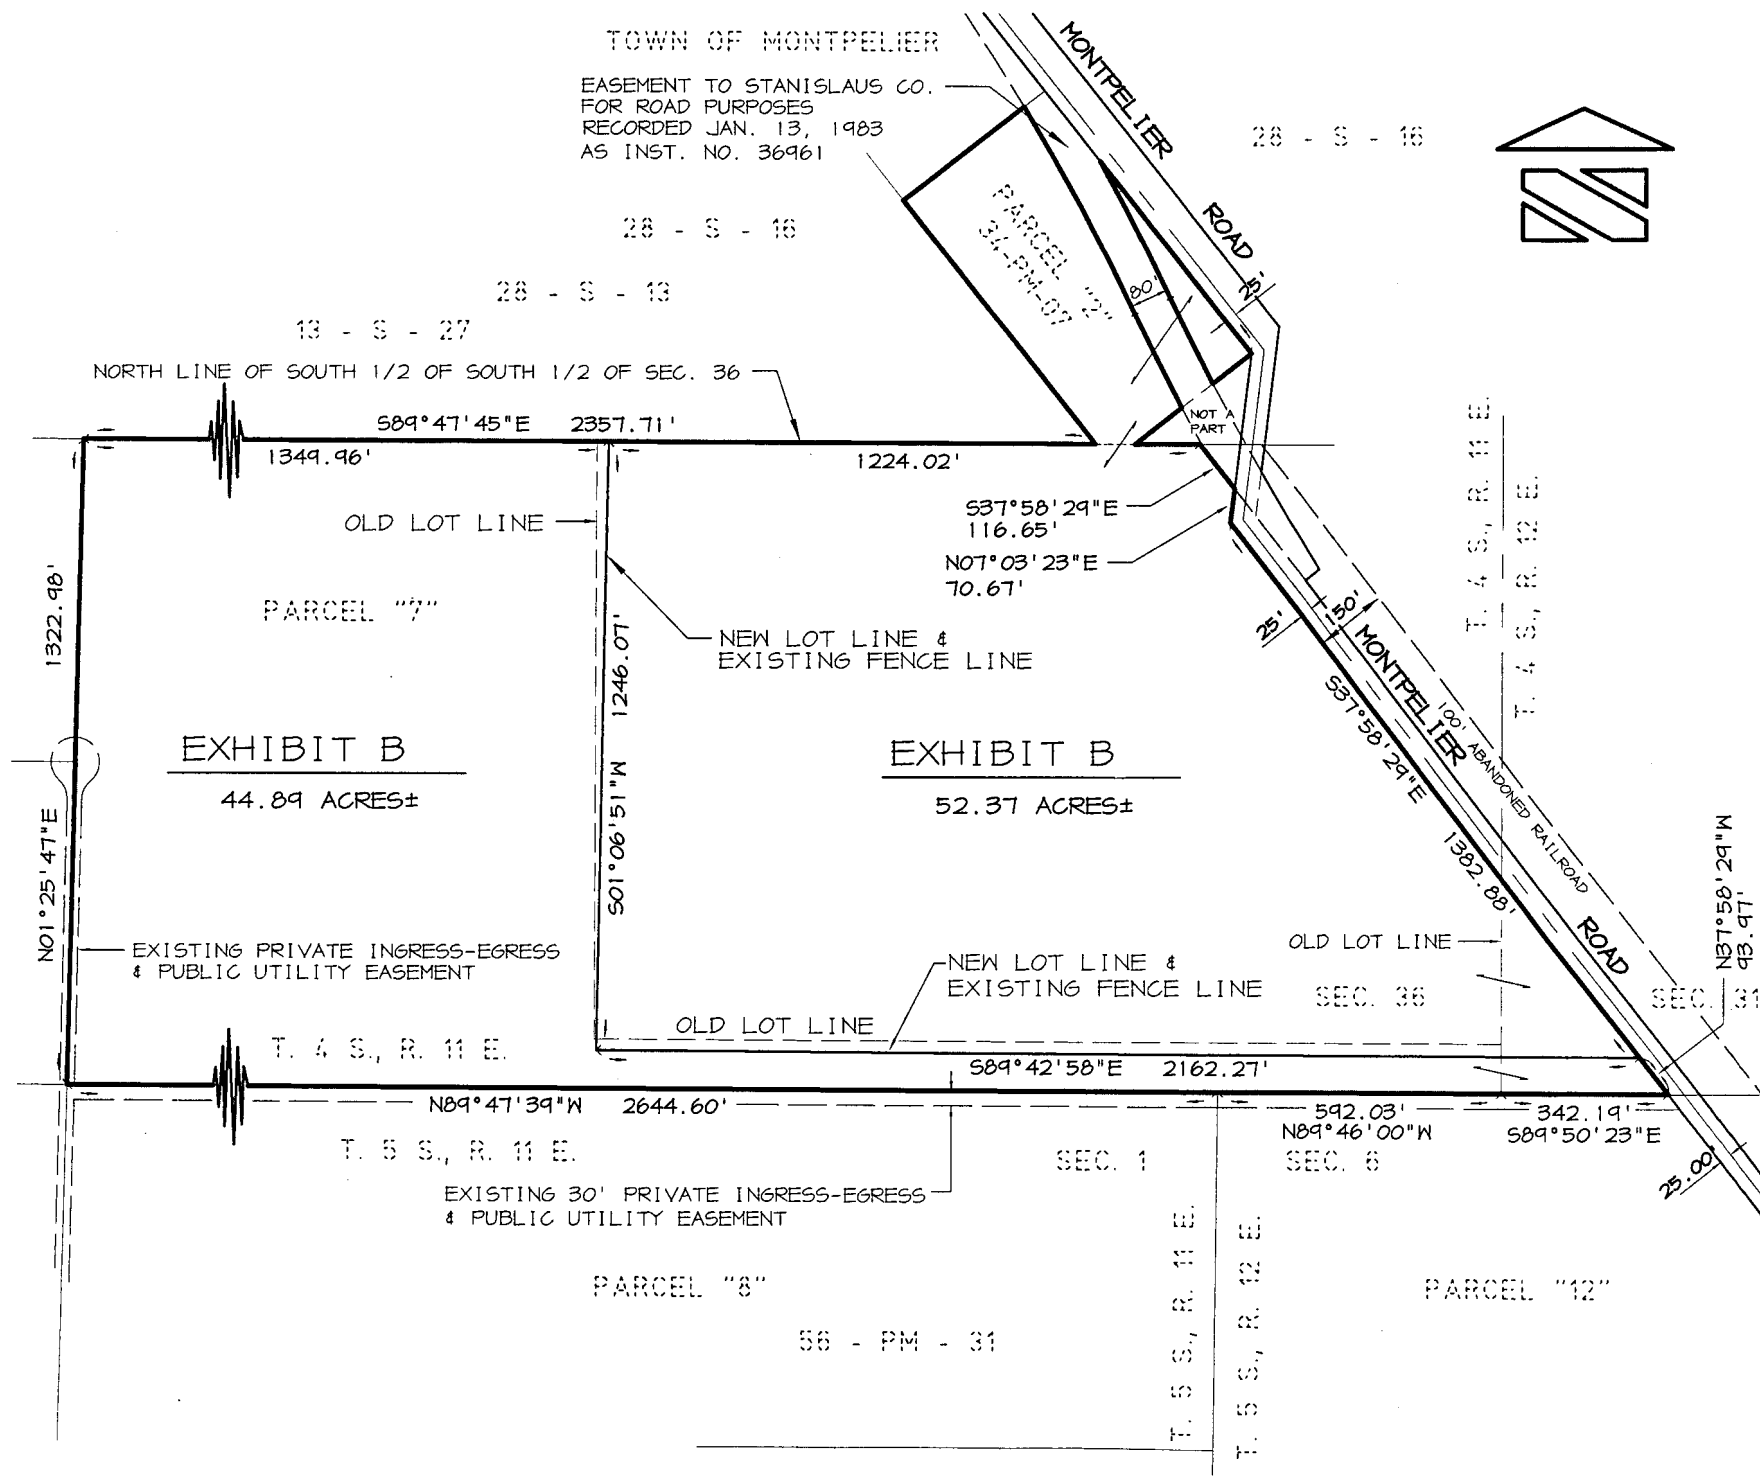 TOWN OF MONTPELIER
EASEMENT TO STANISLAUS CO.
FOR ROAD PURPOSES
RECORDED JAN. 13, 1983
AS INST. NO. 36961
MONTPELIER
ROAD
28 - S - 16
28 - S - 16
28 - S - 13
13 - S - 27
PARCEL "2"
34-PM-07
80'
25'
NORTH LINE OF SOUTH 1/2 OF SOUTH 1/2 OF SEC. 36
NOT A
PART
S89°47'45"E 2357.71'
1349.96'
1224.02'
T. 4 S., R. 11 E.
T. 4 S., R. 12 E.
OLD LOT LINE
S37°58'29"E
116.65'
N07°03'23"E
70.67'
1322.98'
N01°25'47"E
PARCEL "7"
1246.07'
S01°06'51"W
NEW LOT LINE &
EXISTING FENCE LINE
25'
50'
MONTPELIER
ROAD
S37°58'29"E
1382.88'
100' ABANDONED RAILROAD
EXHIBIT B
44.89 ACRES±
EXHIBIT B
52.37 ACRES±
N37°58'29"W
93.97'
EXISTING PRIVATE INGRESS-EGRESS
& PUBLIC UTILITY EASEMENT
OLD LOT LINE
NEW LOT LINE &
EXISTING FENCE LINE
SEC. 36
SEC. 31
OLD LOT LINE
T. 4 S., R. 11 E.
S89°42'58"E 2162.27'
N89°47'39"W 2644.60'
592.03'
N89°46'00"W
342.19'
S89°50'23"E
T. 5 S., R. 11 E.
SEC. 1
SEC. 6
25.00'
EXISTING 30' PRIVATE INGRESS-EGRESS
& PUBLIC UTILITY EASEMENT
T. 5 S., R. 11 E.
T. 5 S., R. 12 E.
PARCEL "8"
PARCEL "12"
56 - PM - 31